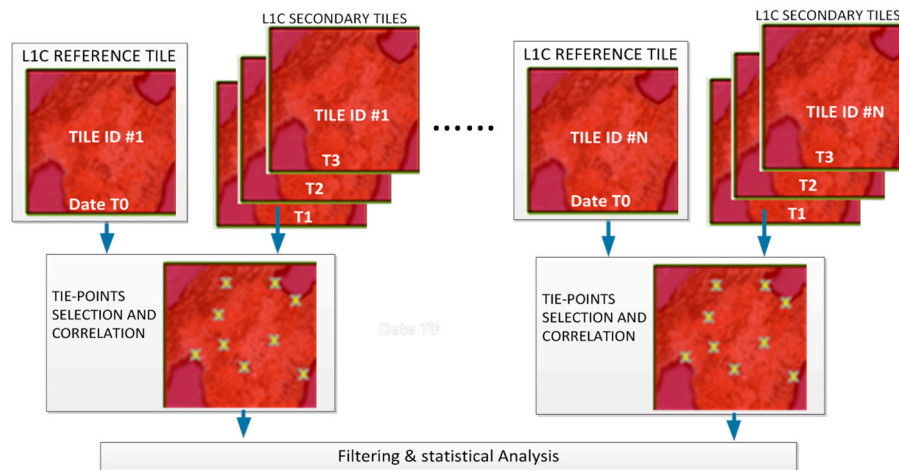 L1C SECONDARY TILES
L1C REFERENCE TILE
TILE ID #1
Date T0
TILE ID #1
T3
T2
T1
......
L1C SECONDARY TILES
L1C REFERENCE TILE
TILE ID #N
Date T0
TILE ID #N
T3
T2
T1
TIE-POINTS
SELECTION AND
CORRELATION
Date T0
TIE-POINTS
SELECTION AND
CORRELATION
Filtering & statistical Analysis